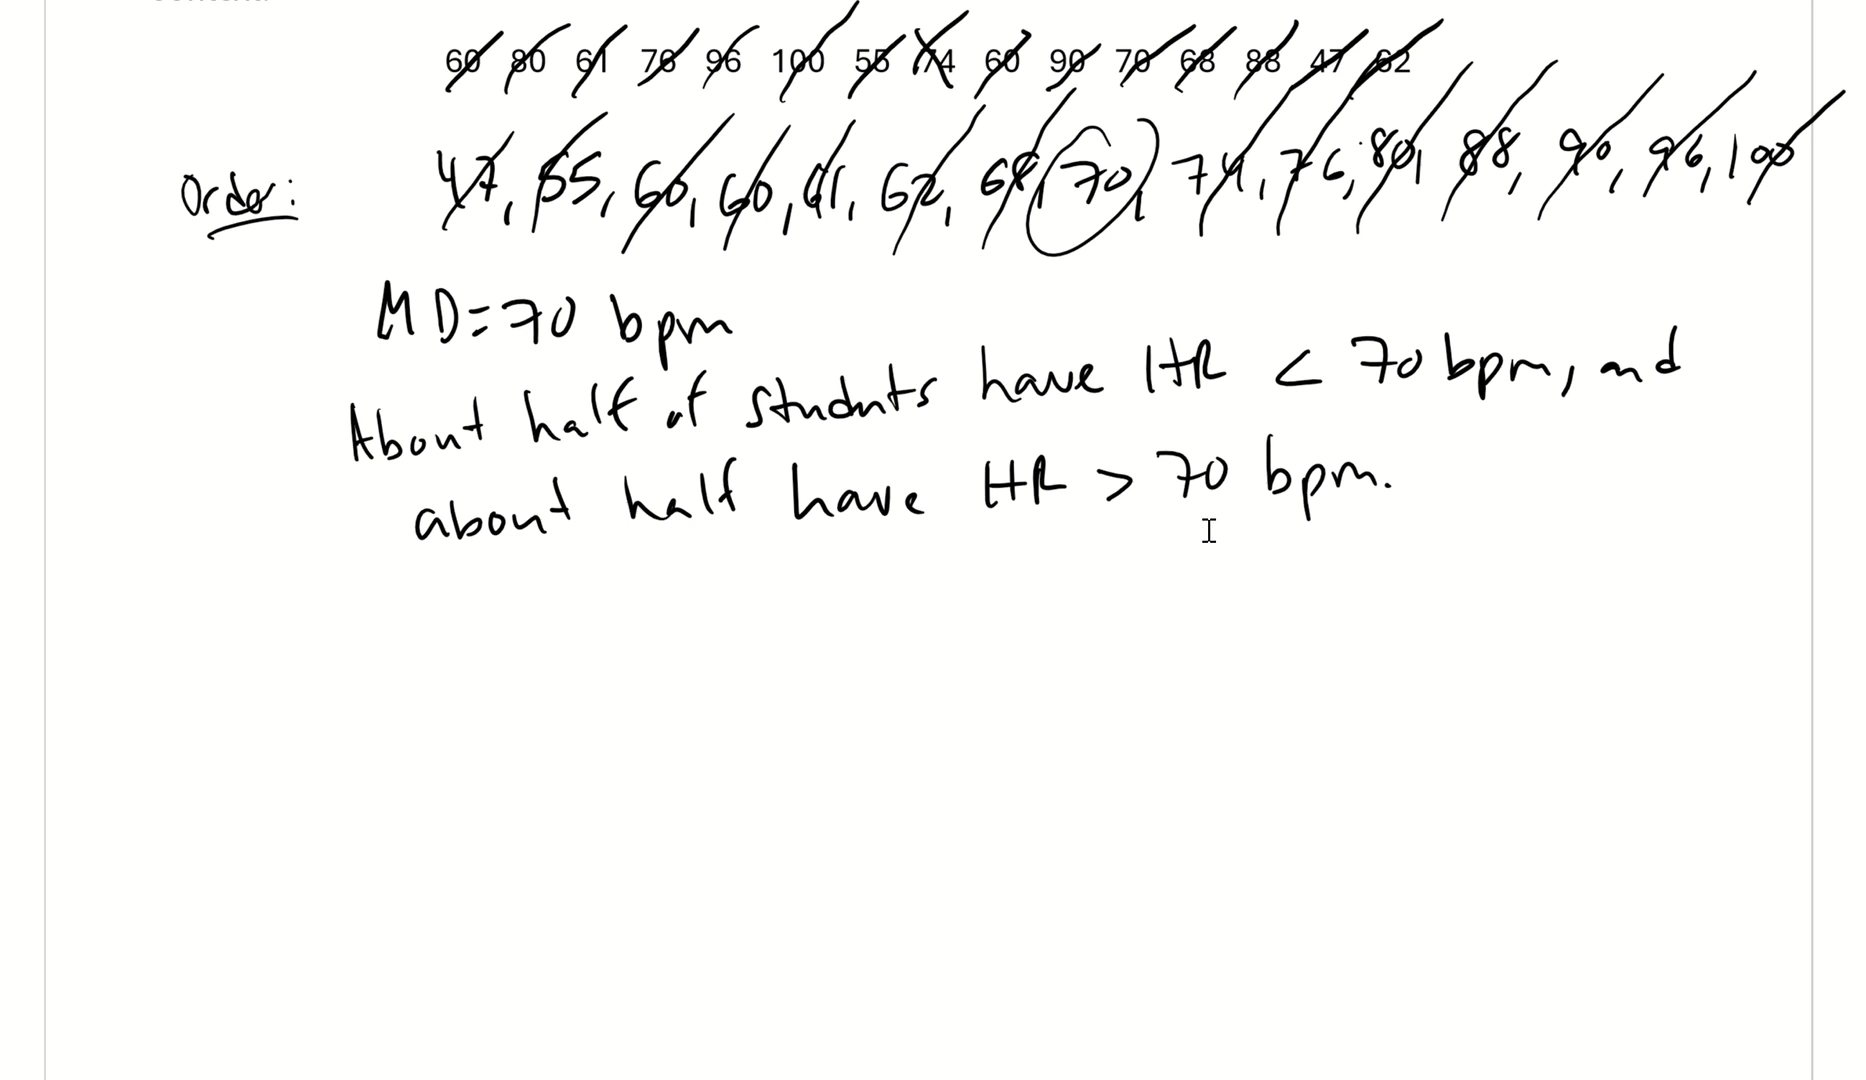 60 80 61 76 96 100 55 74 60 90 70 68 88 47 62
Order: 47, 55, 60, 60, 61, 62, 68, 70, 74, 76, 80, 88, 90, 96, 100
MD=70 bpm
About half of students have HR < 70 bpm, and
about half have HR > 70 bpm.